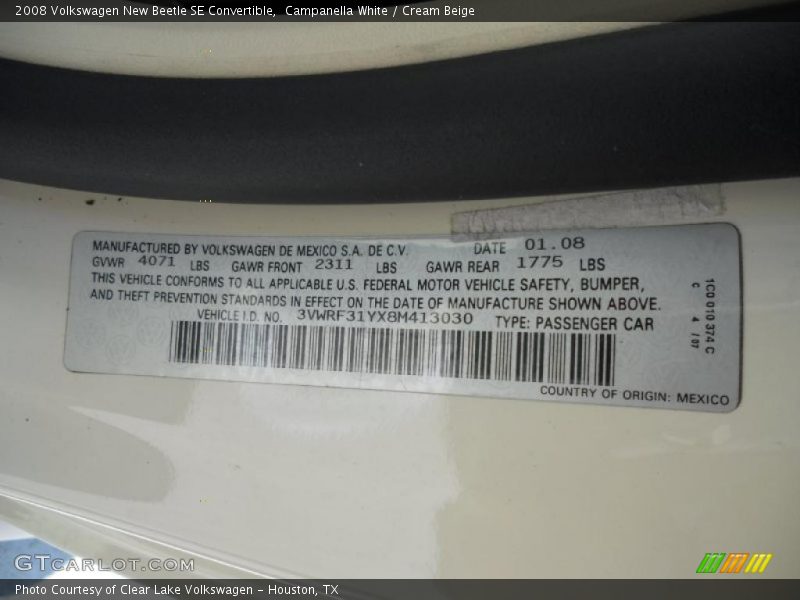 2008 Volkswagen New Beetle SE Convertible,  Campanella White / Cream Beige
MANUFACTURED BY VOLKSWAGEN DE MEXICO S.A. DE C.V. DATE 01.08
GVWR 4071 LBS GAWR FRONT 2311 LBS GAWR REAR 1775 LBS
THIS VEHICLE CONFORMS TO ALL APPLICABLE U.S. FEDERAL MOTOR VEHICLE SAFETY, BUMPER,
AND THEFT PREVENTION STANDARDS IN EFFECT ON THE DATE OF MANUFACTURE SHOWN ABOVE.
VEHICLE I.D. NO. 3VWRF31YX8M413030 TYPE: PASSENGER CAR
COUNTRY OF ORIGIN: MEXICO
1C0 010 374 C
C 4 / 07
GTCARLOT.COM
Photo Courtesy of Clear Lake Volkswagen - Houston, TX